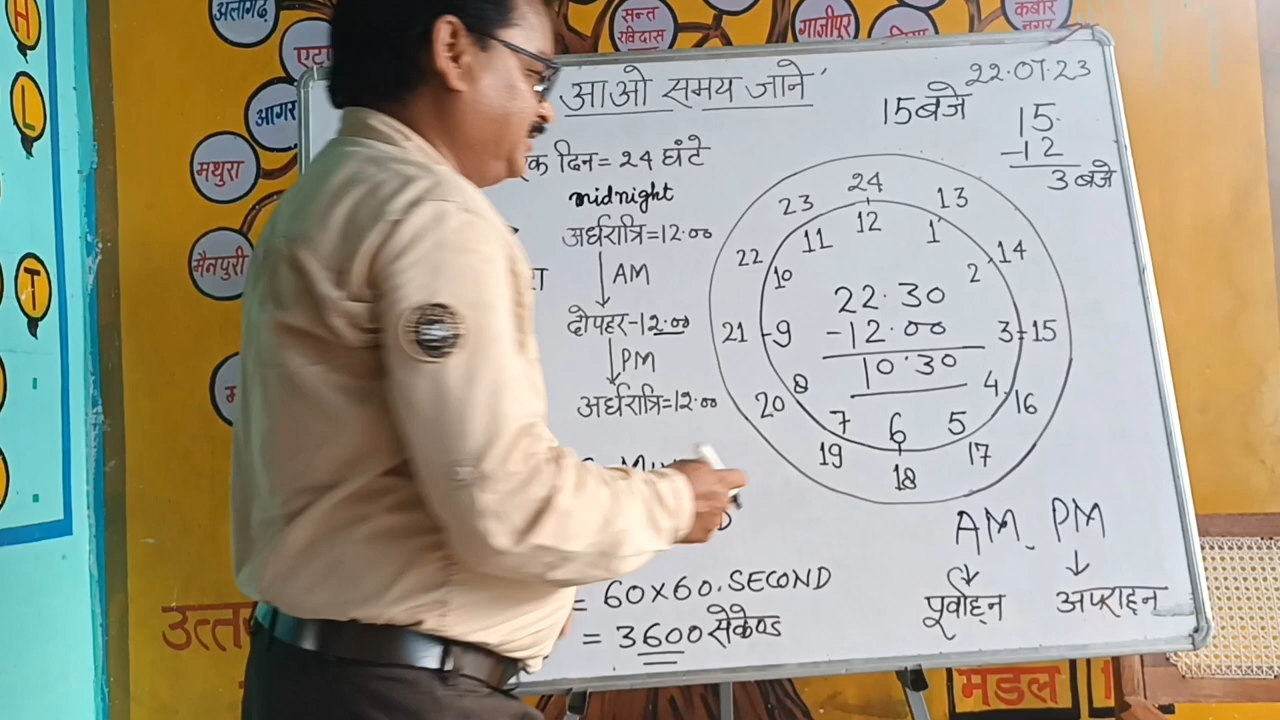 H
L
T
अलीगढ़
एटा
आगर
मथुरा
मैनपुरी
सन्त
रविदास
गाजीपुर
कबीर
नगर
आओ समय जाने
22.07.23
15 बजे
15
-12
3 बजे
एक दिन = 24 घंटे
midnight
अर्धरात्रि = 12.00
AM
दोपहर - 12.00
PM
अर्धरात्रि = 12.00
= 60×60.SECOND
= 3600 सेकेण्ड
24 13 14 15 16 17 18 19 20 21 22 23
12 1 2 3 4 5 6 7 8 9 10 11
22.30
-12.00
10.30
AM. PM
पूर्वाहन अपराहन
मंडल